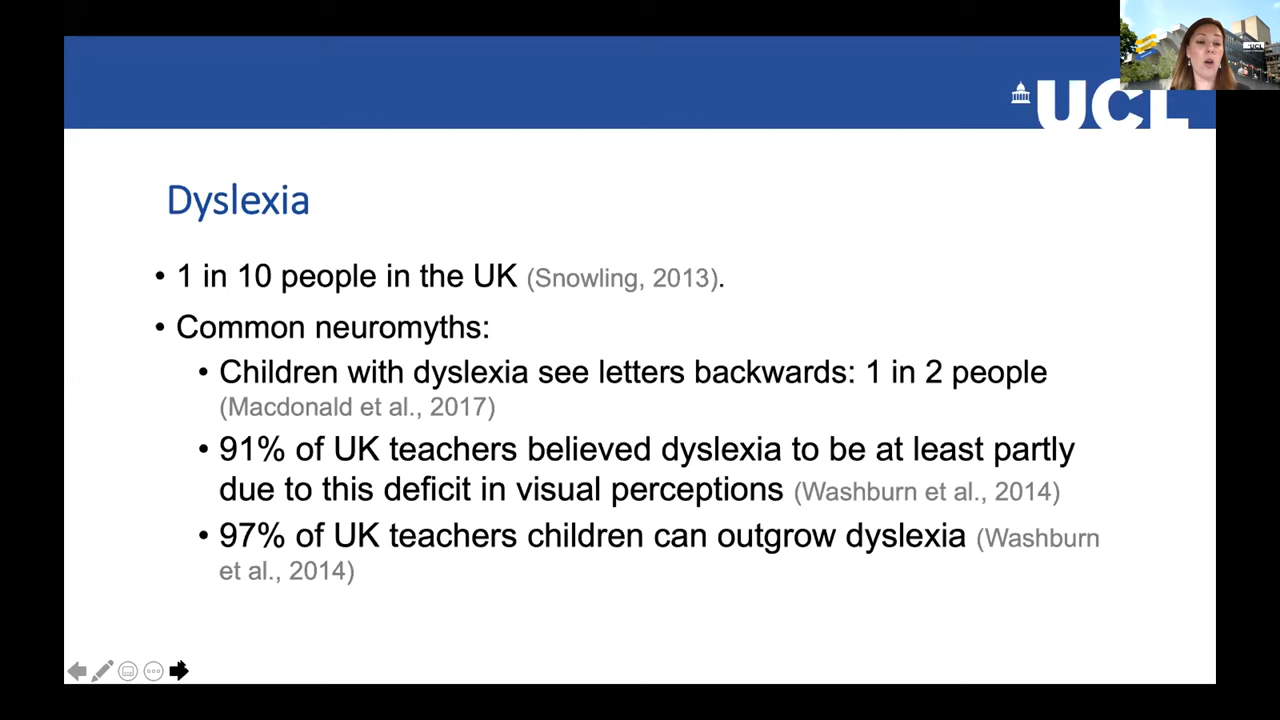 UCL
UCL
Dyslexia
• 1 in 10 people in the UK (Snowling, 2013).
• Common neuromyths:
• Children with dyslexia see letters backwards: 1 in 2 people
(Macdonald et al., 2017)
• 91% of UK teachers believed dyslexia to be at least partly
due to this deficit in visual perceptions (Washburn et al., 2014)
• 97% of UK teachers children can outgrow dyslexia (Washburn
et al., 2014)